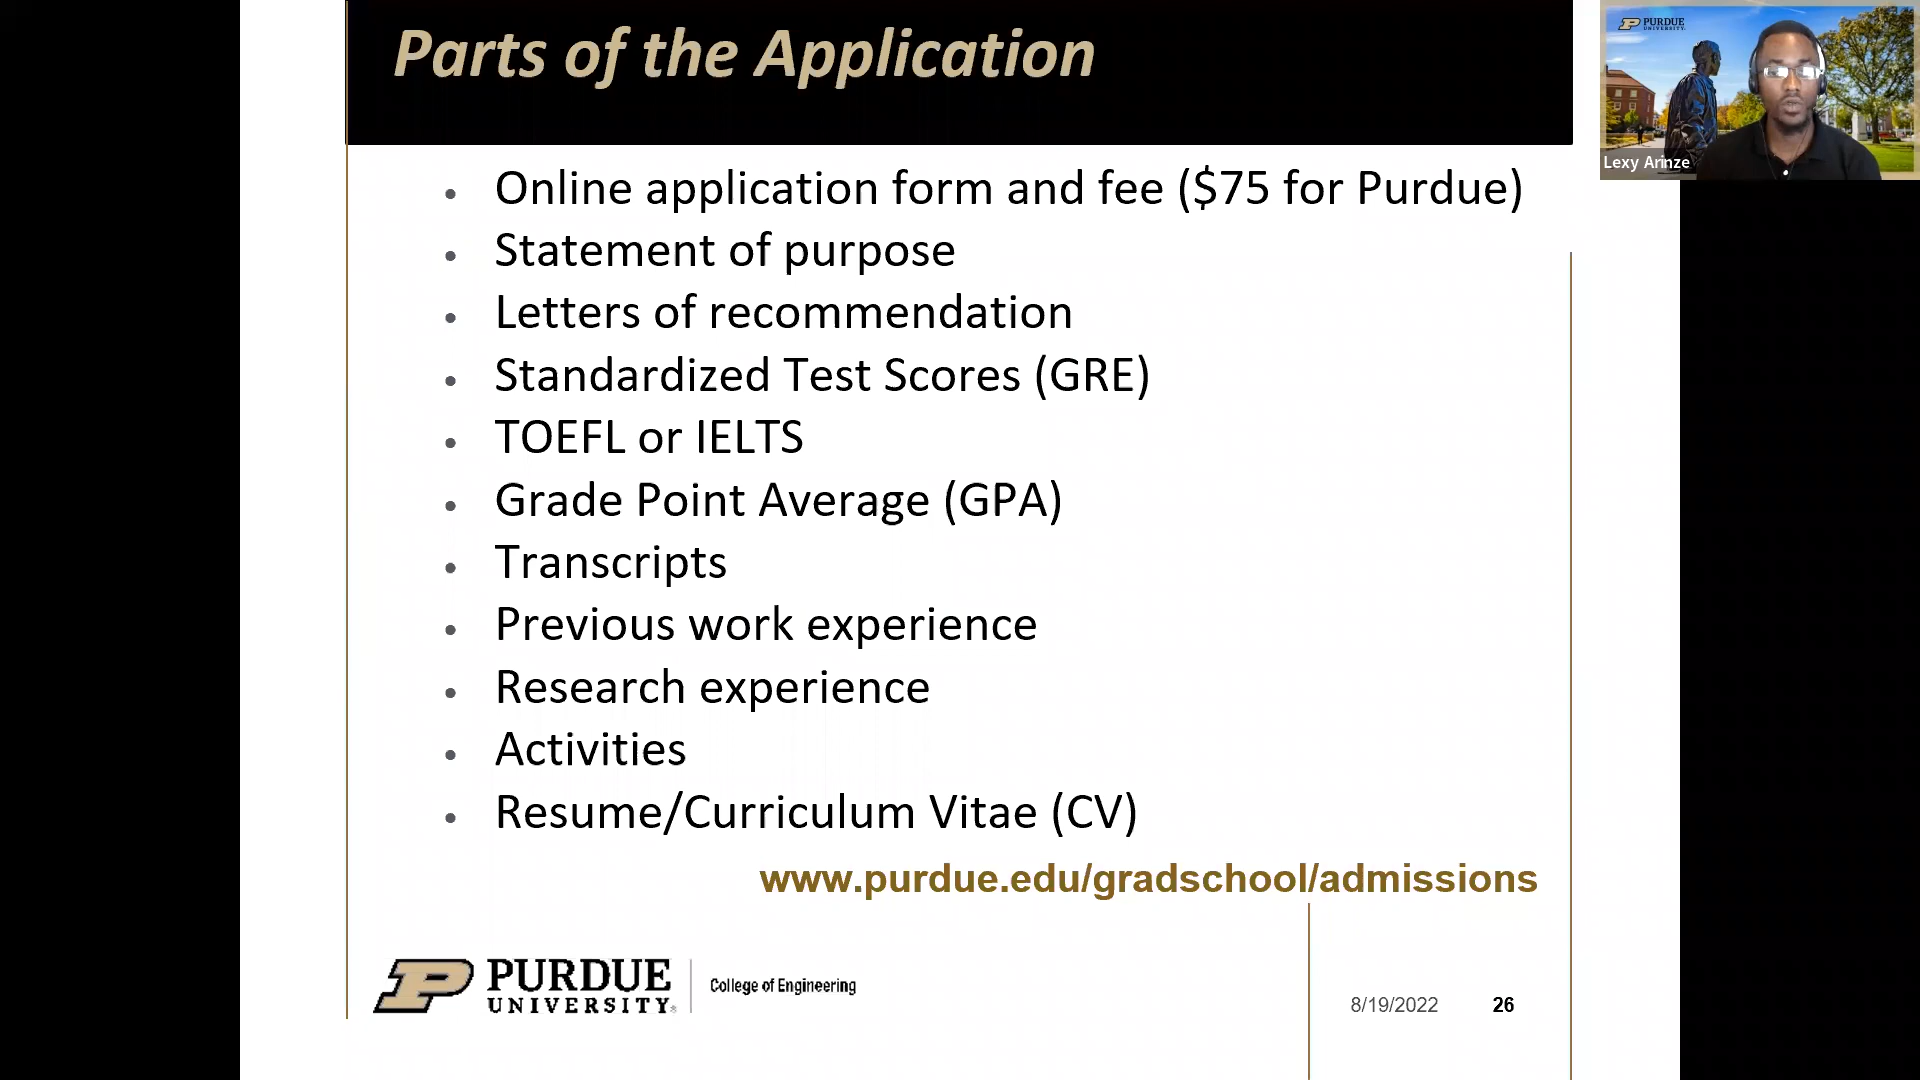 Parts of the Application
PURDUE
UNIVERSITY.
Lexy Arinze
• Online application form and fee ($75 for Purdue)
• Statement of purpose
• Letters of recommendation
• Standardized Test Scores (GRE)
• TOEFL or IELTS
• Grade Point Average (GPA)
• Transcripts
• Previous work experience
• Research experience
• Activities
• Resume/Curriculum Vitae (CV)
www.purdue.edu/gradschool/admissions
PURDUE
UNIVERSITY®
College of Engineering
8/19/2022 26